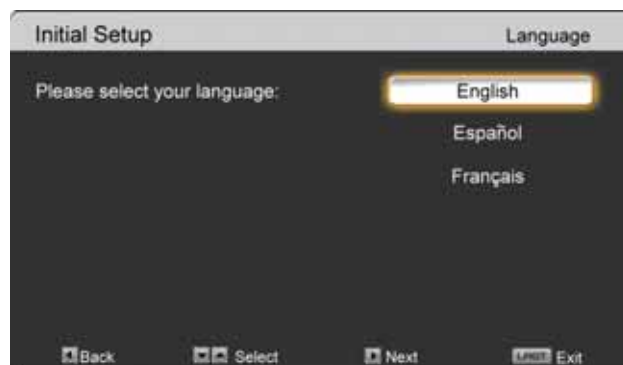 Initial Setup Language
Please select your language: English
Español
Français
Back Select Next Exit